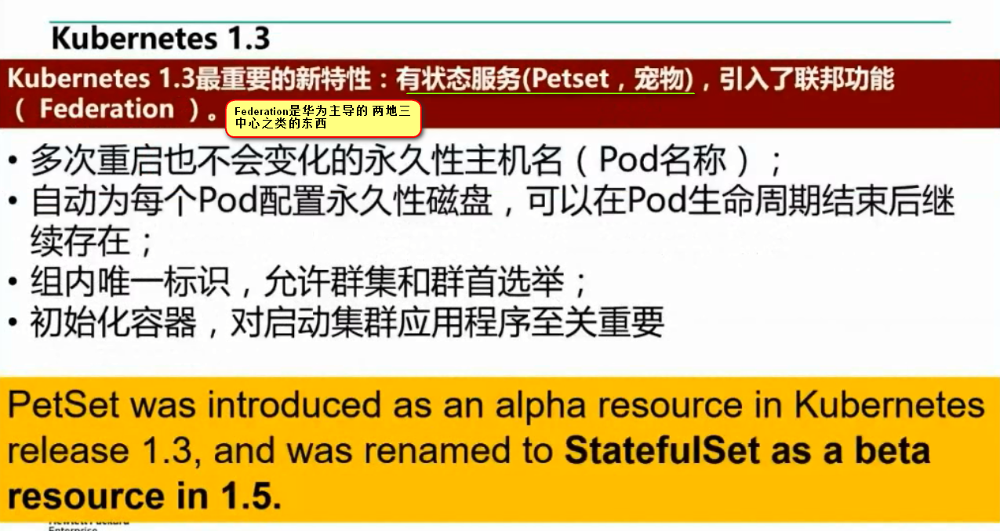 Kubernetes 1.3
Kubernetes 1.3最重要的新特性：有状态服务(Petset，宠物)，引入了联邦功能
（ Federation ）。
Federation是华为主导的 两地三
中心之类的东西
• 多次重启也不会变化的永久性主机名（Pod名称）；
• 自动为每个Pod配置永久性磁盘，可以在Pod生命周期结束后继
续存在；
• 组内唯一标识，允许群集和群首选举；
• 初始化容器，对启动集群应用程序至关重要
PetSet was introduced as an alpha resource in Kubernetes
release 1.3, and was renamed to StatefulSet as a beta
resource in 1.5.
Hewlett Packard
Enterprise